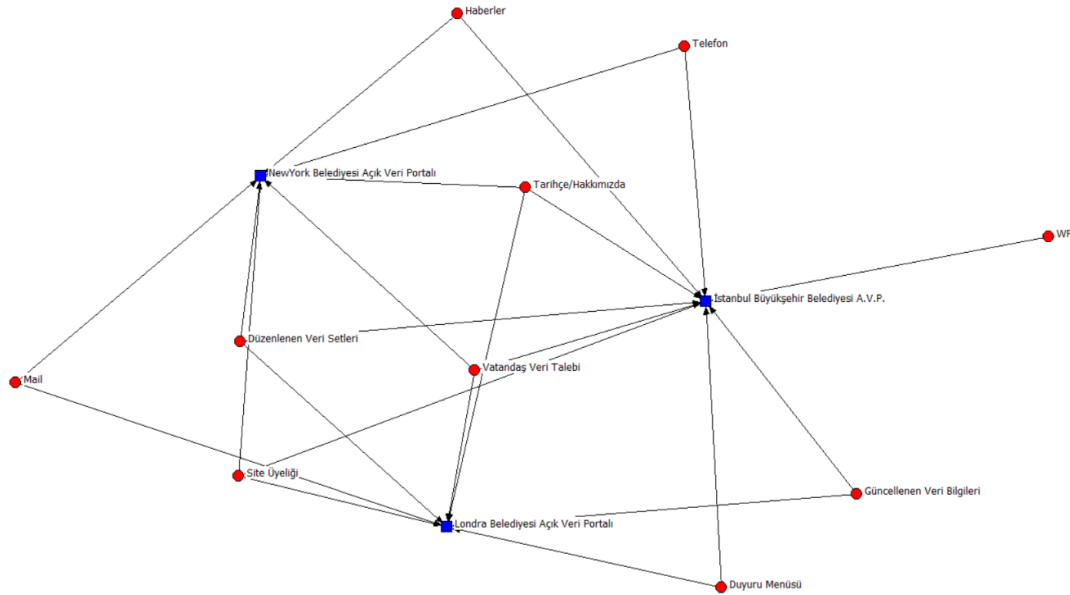 Haberler
Telefon
NewYork Belediyesi Açık Veri Portalı
Tarihçe/Hakkımızda
WF
İstanbul Büyükşehir Belediyesi A.V.P.
Düzenlenen Veri Setleri
Vatandaş Veri Talebi
Mail
Site Üyeliği
Güncellenen Veri Bilgileri
Londra Belediyesi Açık Veri Portalı
Duyuru Menüsü